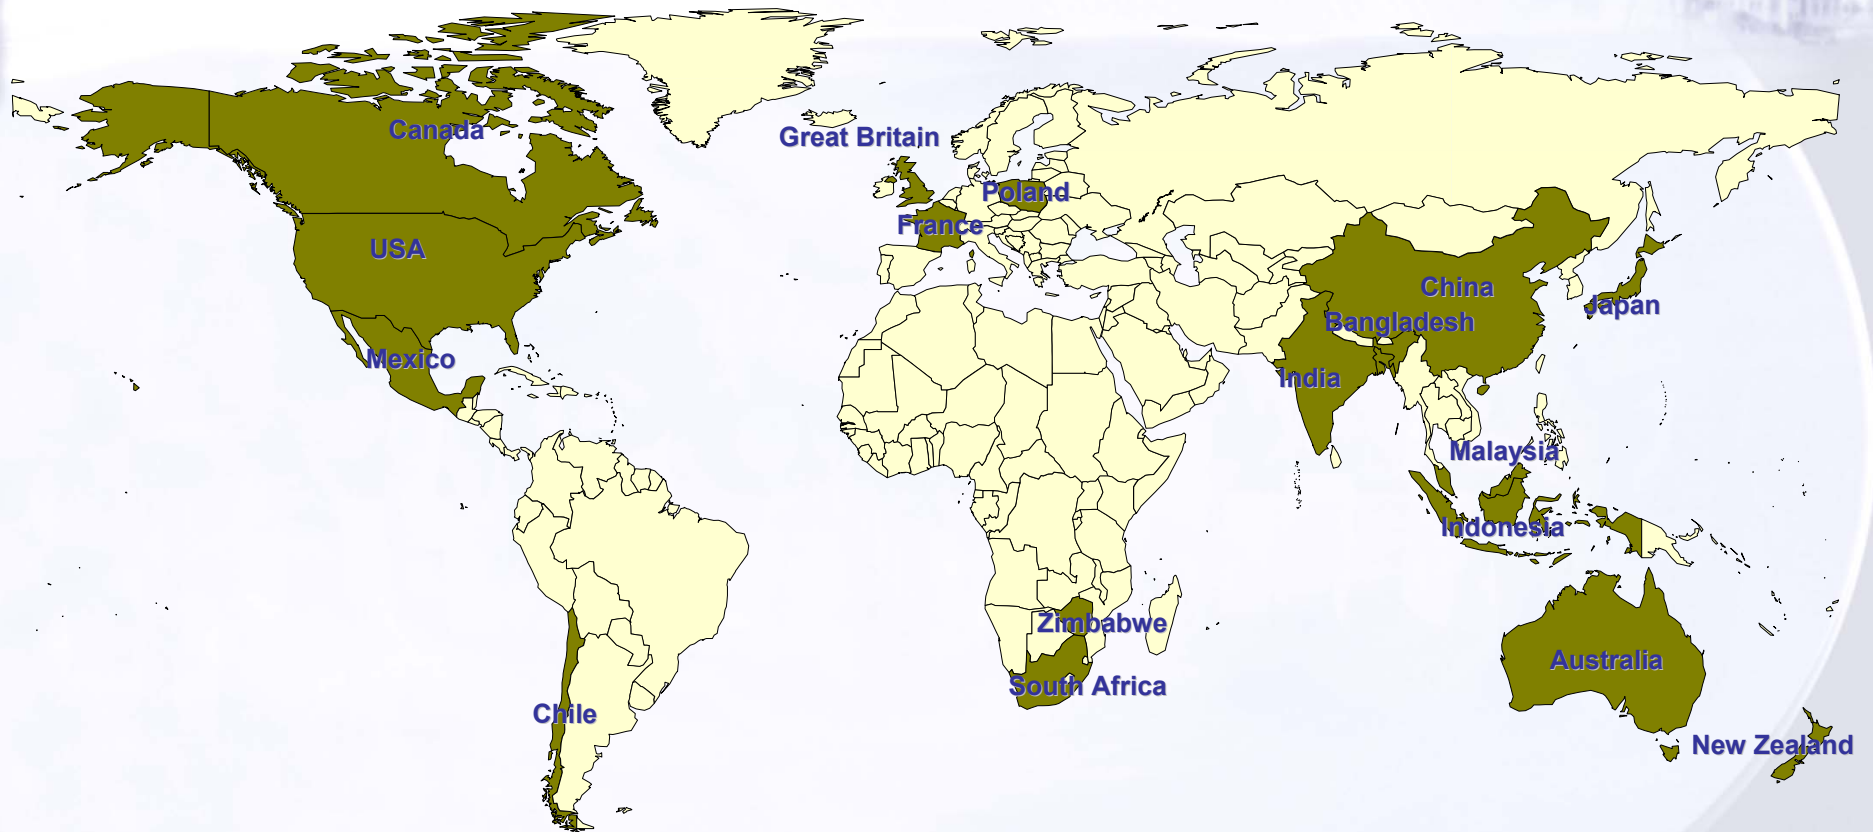 Canada
Great Britain
Poland
France
USA
China
Japan
Bangladesh
Mexico
India
Malaysia
Indonesia
Zimbabwe
Australia
South Africa
Chile
New Zealand